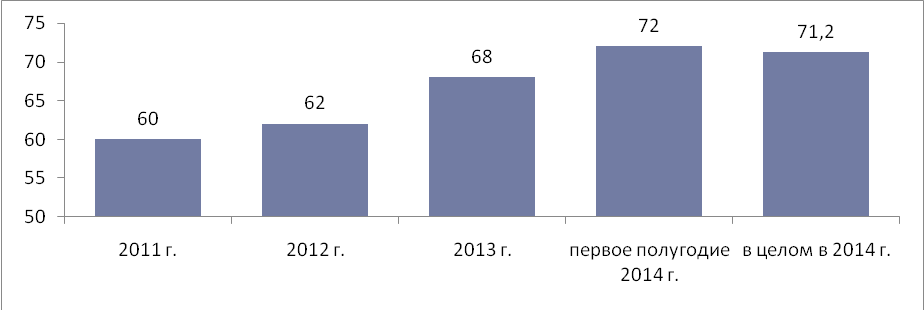 75
70
65
60
55
50
60
62
68
72
71,2
2011 г.
2012 г.
2013 г.
первое полугодие
2014 г.
в целом в 2014 г.